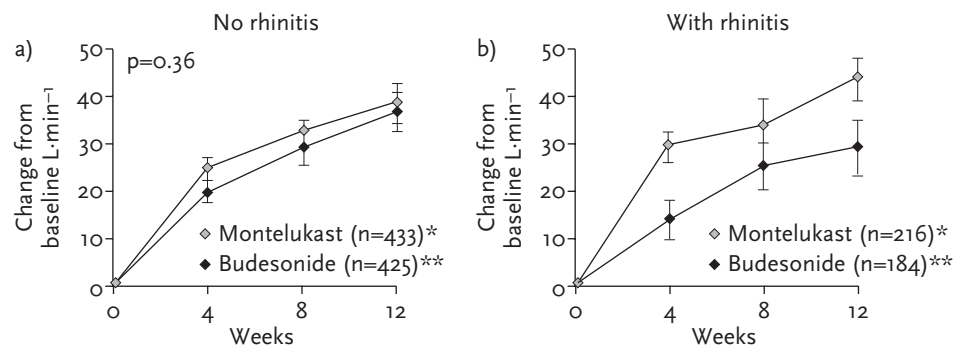 No rhinitis
a)
50
p=0.36
40
30
20
10
0
Change from
baseline L·min⁻¹
Montelukast (n=433)*
Budesonide (n=425)**
0
4
8
12
Weeks
With rhinitis
b)
50
40
30
20
10
0
Change from
baseline L·min⁻¹
Montelukast (n=216)*
Budesonide (n=184)**
0
4
8
12
Weeks